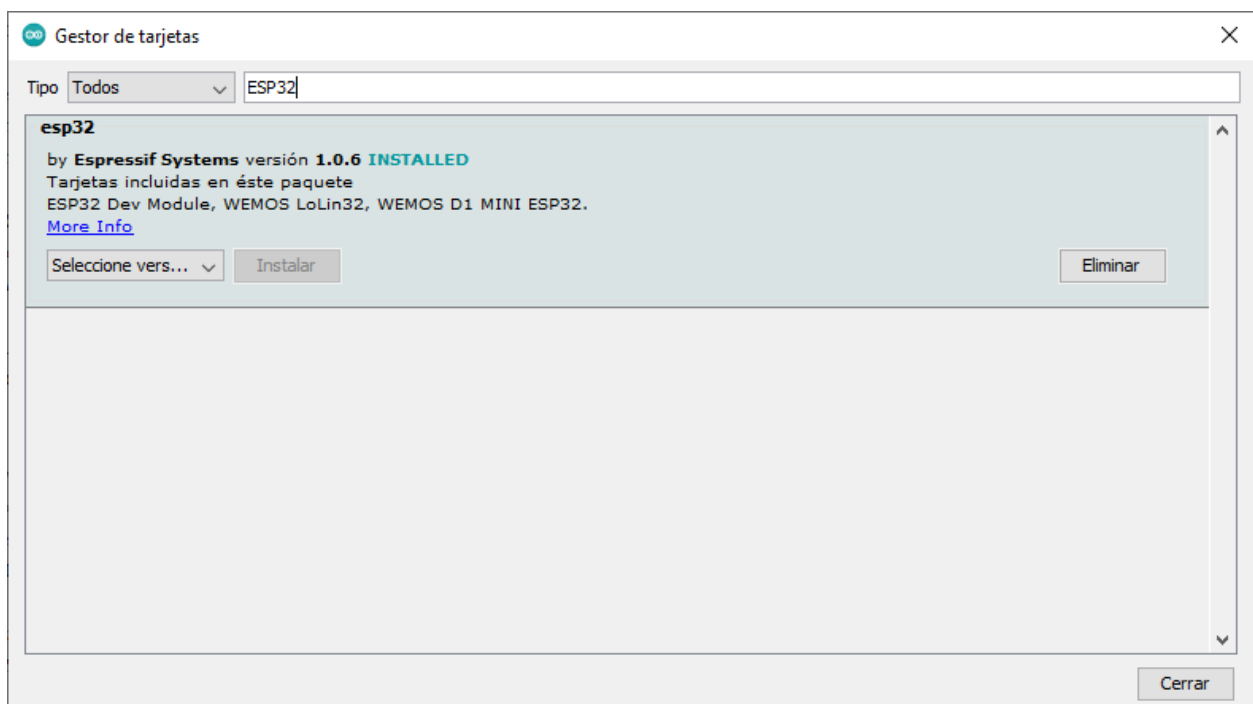 Gestor de tarjetas
Tipo Todos ESP32
esp32
by Espressif Systems versión 1.0.6 INSTALLED
Tarjetas incluidas en éste paquete
ESP32 Dev Module, WEMOS LoLin32, WEMOS D1 MINI ESP32.
More Info
Seleccione vers... Instalar Eliminar
Cerrar